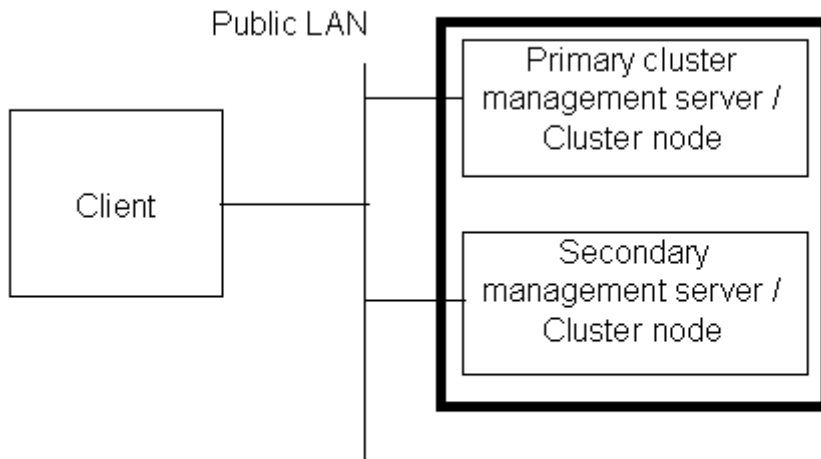 Public LAN
Primary cluster
management server /
Cluster node
Client
Secondary
management server /
Cluster node